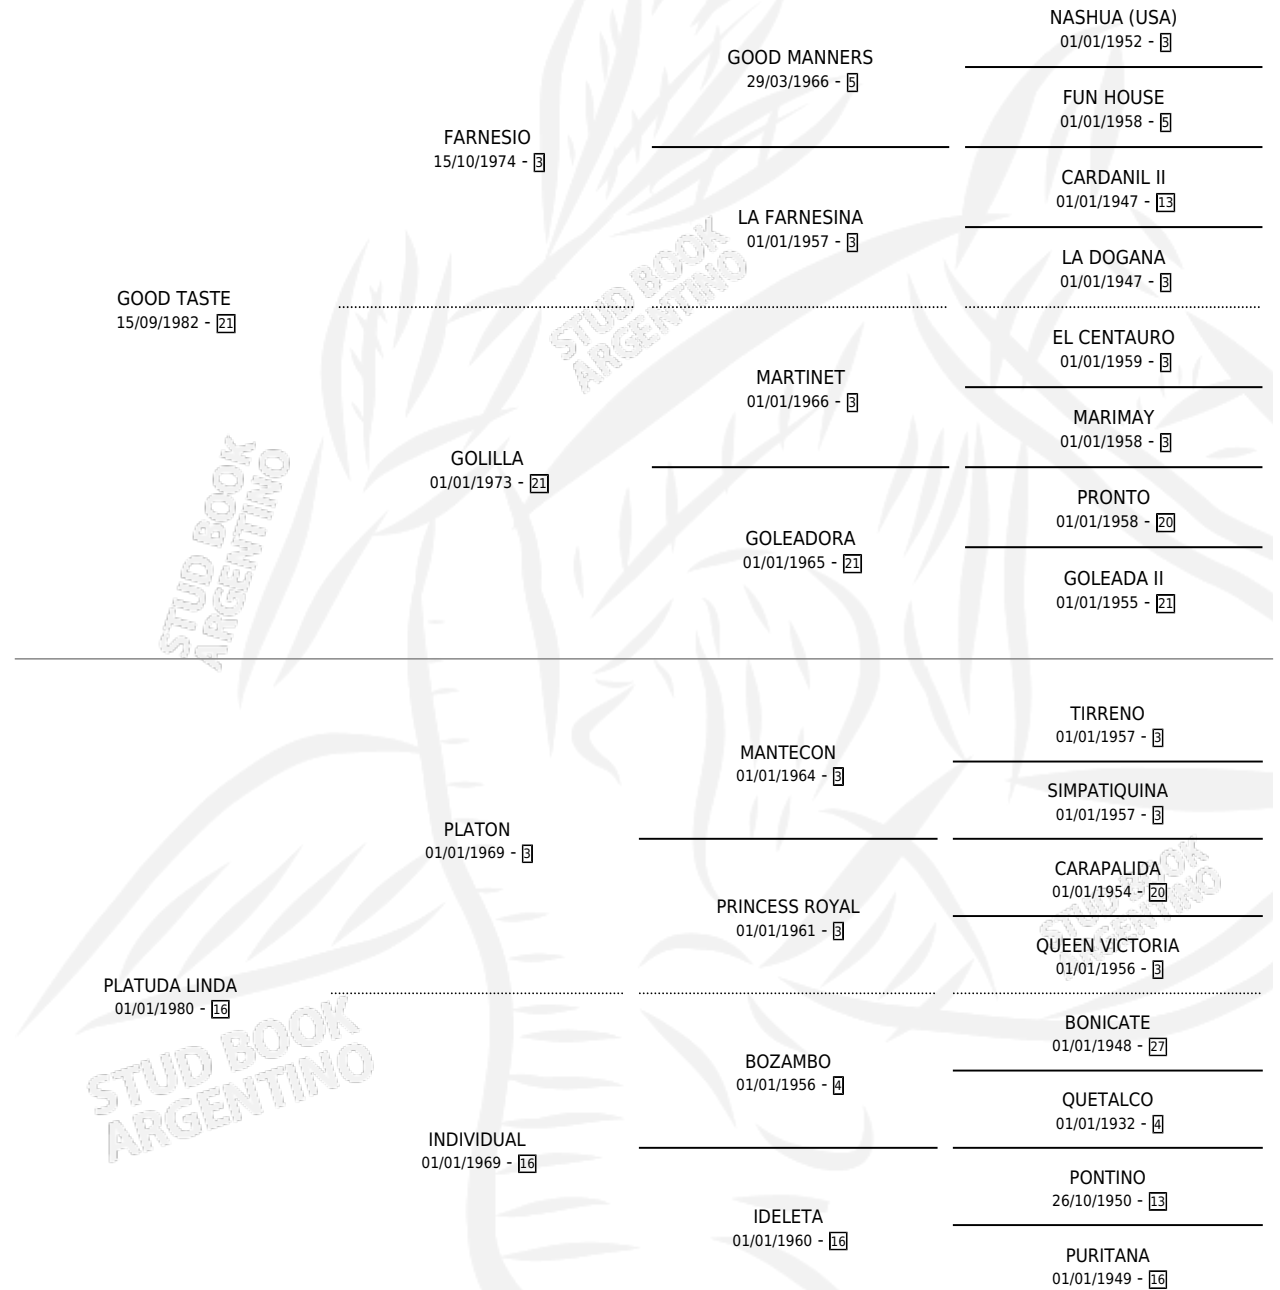 NASHUA (USA)
01/01/1952 - 3
GOOD MANNERS
29/03/1966 - 5
FUN HOUSE
01/01/1958 - 5
FARNESIO
15/10/1974 - 3
CARDANIL II
01/01/1947 - 13
LA FARNESINA
01/01/1957 - 3
LA DOGANA
01/01/1947 - 3
GOOD TASTE
15/09/1982 - 21
EL CENTAURO
01/01/1959 - 3
MARTINET
01/01/1966 - 3
MARIMAY
01/01/1958 - 3
GOLILLA
01/01/1973 - 21
PRONTO
01/01/1958 - 20
GOLEADORA
01/01/1965 - 21
GOLEADA II
01/01/1955 - 21
STUD BOOK
ARGENTINO
STUD BOOK
ARGENTINO
TIRRENO
01/01/1957 - 3
MANTECON
01/01/1964 - 3
SIMPATIQUINA
01/01/1957 - 3
PLATON
01/01/1969 - 3
CARAPALIDA
01/01/1954 - 20
PRINCESS ROYAL
01/01/1961 - 3
QUEEN VICTORIA
01/01/1956 - 3
PLATUDA LINDA
01/01/1980 - 16
BONICATE
01/01/1948 - 27
BOZAMBO
01/01/1956 - 4
QUETALCO
01/01/1932 - 4
INDIVIDUAL
01/01/1969 - 16
PONTINO
26/10/1950 - 13
IDELETA
01/01/1960 - 16
PURITANA
01/01/1949 - 16
STUD BOOK
ARGENTINO
STUD BOOK
ARGENTINO